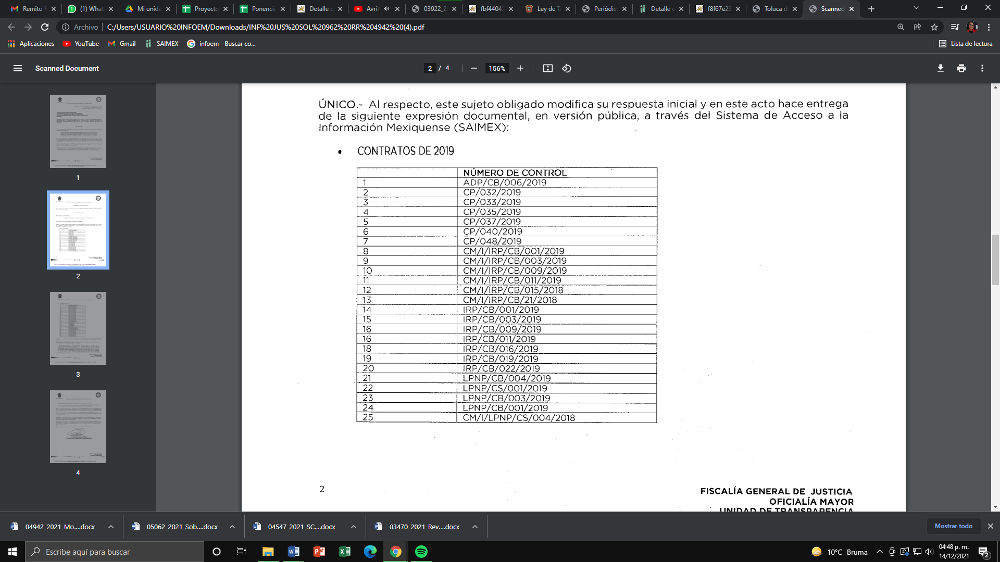 Remito R
(1) What
Mi unida
Proyecto
Ponencia
Detalle d
Avril
03922_2
fbf4404
Ley de T
Periódic
Detalle d
f8f67e23
Toluca d
Scanned
Archivo
C:/Users/USUARIO%20INFOEM/Downloads/INF%20JUS%20SOL%20962%20RR%204942%20(4).pdf
Aplicaciones
YouTube
Gmail
SAIMEX
infoem - Buscar co...
Lista de lectura
Scanned Document
2 / 4
156%
1
2
3
4
ÚNICO.- Al respecto, este sujeto obligado modifica su respuesta inicial y en este acto hace entrega
de la siguiente expresión documental, en versión pública, a través del Sistema de Acceso a la
Información Mexiquense (SAIMEX):
• CONTRATOS DE 2019
NÚMERO DE CONTROL
1 ADP/CB/006/2019
2 CP/032/2019
3 CP/033/2019
4 CP/035/2019
5 CP/037/2019
6 CP/040/2019
7 CP/048/2019
8 CM/I/IRP/CB/001/2019
9 CM/I/IRP/CB/003/2019
10 CM/I/IRP/CB/009/2019
11 CM/I/IRP/CB/011/2019
12 CM/I/IRP/CB/015/2018
13 CM/I/IRP/CB/21/2018
14 IRP/CB/001/2019
15 IRP/CB/003/2019
16 IRP/CB/009/2019
16 IRP/CB/011/2019
18 IRP/CB/016/2019
19 IRP/CB/019/2019
20 IRP/CB/022/2019
21 LPNP/CB/004/2019
22 LPNP/CS/001/2019
23 LPNP/CB/003/2019
24 LPNP/CB/001/2019
25 CM/I/LPNP/CS/004/2018
2
FISCALÍA GENERAL DE JUSTICIA
OFICIALÍA MAYOR
UNIDAD DE TRANSPARENCIA
04942_2021_Mo....docx
05062_2021_Sob....docx
04547_2021_SC....docx
03470_2021_Rev....docx
Mostrar todo
Escribe aquí para buscar
10°C Bruma
04:48 p. m.
14/12/2021
2